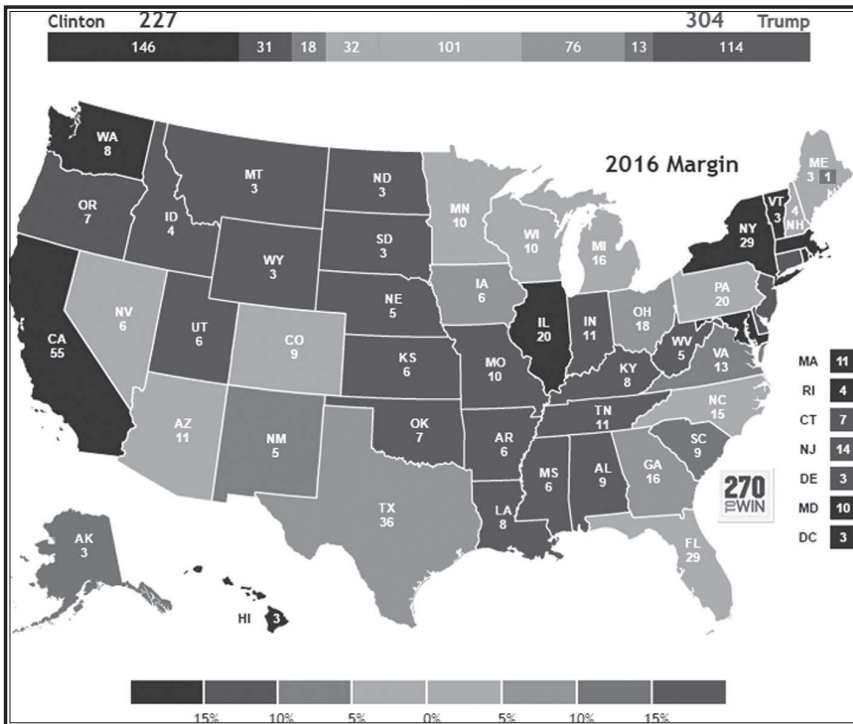 Clinton 227 304 Trump
146 31 18 32 101 76 13 114
2016 Margin
WA
8
MT
3
ND
3
ME
3 1
OR
7
ID
4
MN
10
VT
3
4
NH
WI
10
SD
3
NY
29
MI
16
WY
3
IA
6
PA
20
NE
5
NV
6
OH
18
UT
6
IL
20
IN
11
CA
55
CO
9
WV
5
VA
13
KS
6
MO
10
KY
8
NC
15
TN
11
AZ
11
OK
7
NM
5
AR
6
SC
9
MS
6
AL
9
GA
16
TX
36
LA
8
FL
29
AK
3
HI 3
MA 11
RI 4
CT 7
NJ 14
DE 3
MD 10
DC 3
270
TO WIN
15% 10% 5% 0% 5% 10% 15%